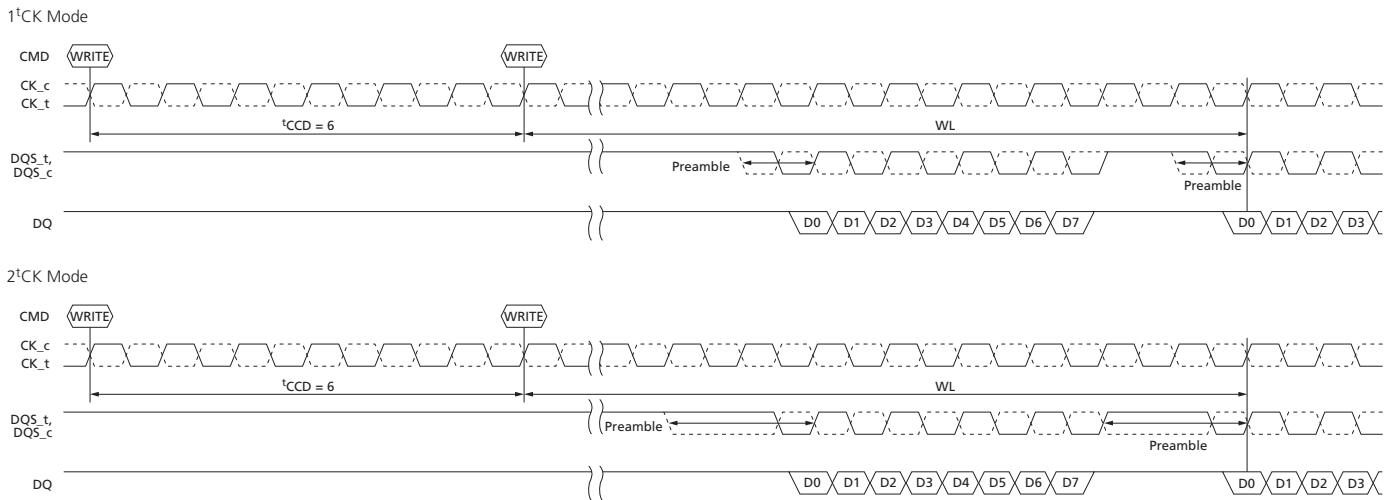 1tCK Mode
CMD WRITE WRITE
CK_c
CK_t
tCCD = 6 WL
DQS_t,
DQS_c
Preamble Preamble
DQ D0 D1 D2 D3 D4 D5 D6 D7 D0 D1 D2 D3
2tCK Mode
CMD WRITE WRITE
CK_c
CK_t
tCCD = 6 WL
DQS_t,
DQS_c
Preamble Preamble
DQ D0 D1 D2 D3 D4 D5 D6 D7 D0 D1 D2 D3